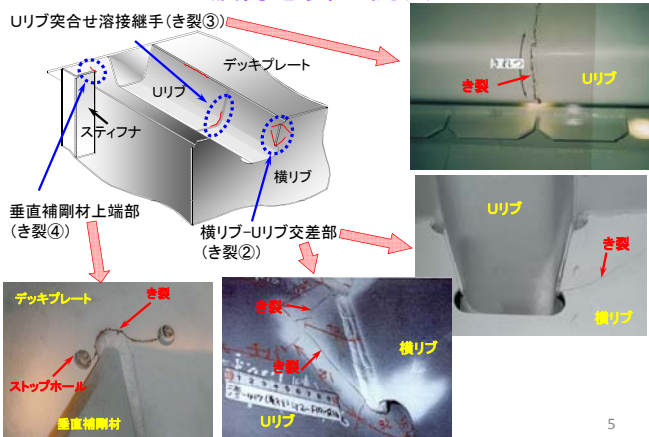 Uリブ突合せ溶接継手(き裂③)
デッキプレート
Uリブ
スティフナ
横リブ
垂直補剛材上端部
(き裂④)
横リブ-Uリブ交差部
(き裂②)
き裂
Uリブ
Uリブ
き裂
横リブ
デッキプレート
き裂
ストップホール
垂直補剛材
き裂
き裂
横リブ
Uリブ
5